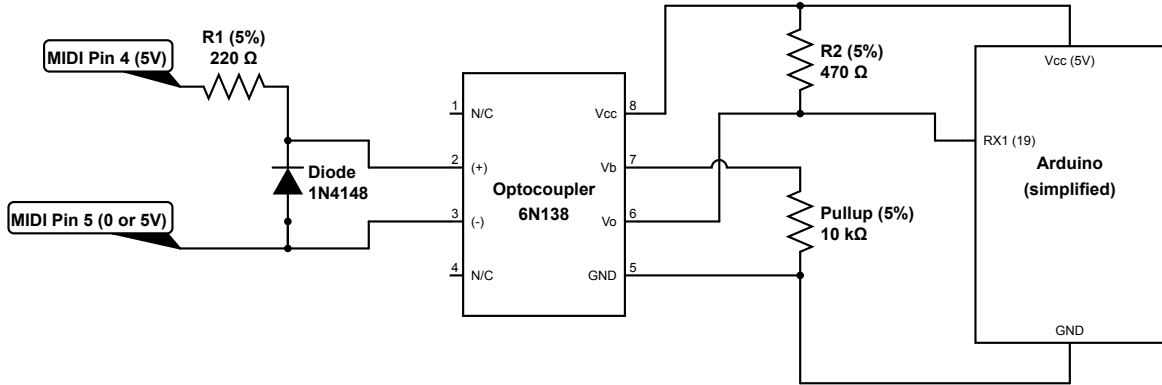 R1 (5%)
220 Ω
MIDI Pin 4 (5V)
Diode
1N4148
MIDI Pin 5 (0 or 5V)
1
N/C
2
(+)
3
(-)
4
N/C
Optocoupler
6N138
Vcc
8
Vb
7
Vo
6
GND
5
R2 (5%)
470 Ω
Pullup (5%)
10 kΩ
Vcc (5V)
RX1 (19)
Arduino
(simplified)
GND